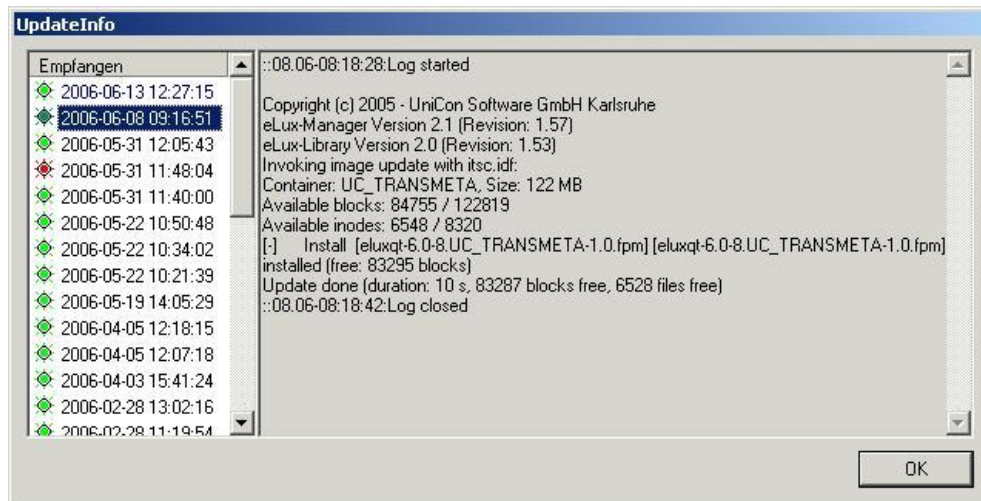 UpdateInfo
Empfangen
2006-06-13 12:27:15
2006-06-08 09:16:51
2006-05-31 12:05:43
2006-05-31 11:48:04
2006-05-31 11:40:00
2006-05-22 10:50:48
2006-05-22 10:34:02
2006-05-22 10:21:39
2006-05-19 14:05:29
2006-04-05 12:18:15
2006-04-05 12:07:18
2006-04-03 15:41:24
2006-02-28 13:02:16
2006-02-28 11:19:54
::08.06-08:18:28:Log started
Copyright (c) 2005 - UniCon Software GmbH Karlsruhe
eLux-Manager Version 2.1 (Revision: 1.57)
eLux-Library Version 2.0 (Revision: 1.53)
Invoking image update with itsc.idf:
Container: UC_TRANSMETA, Size: 122 MB
Available blocks: 84755 / 122819
Available inodes: 6548 / 8320
[-] Install [eluxqt-6.0-8.UC_TRANSMETA-1.0.fpm] [eluxqt-6.0-8.UC_TRANSMETA-1.0.fpm]
installed (free: 83295 blocks)
Update done (duration: 10 s, 83287 blocks free, 6528 files free)
::08.06-08:18:42:Log closed
OK